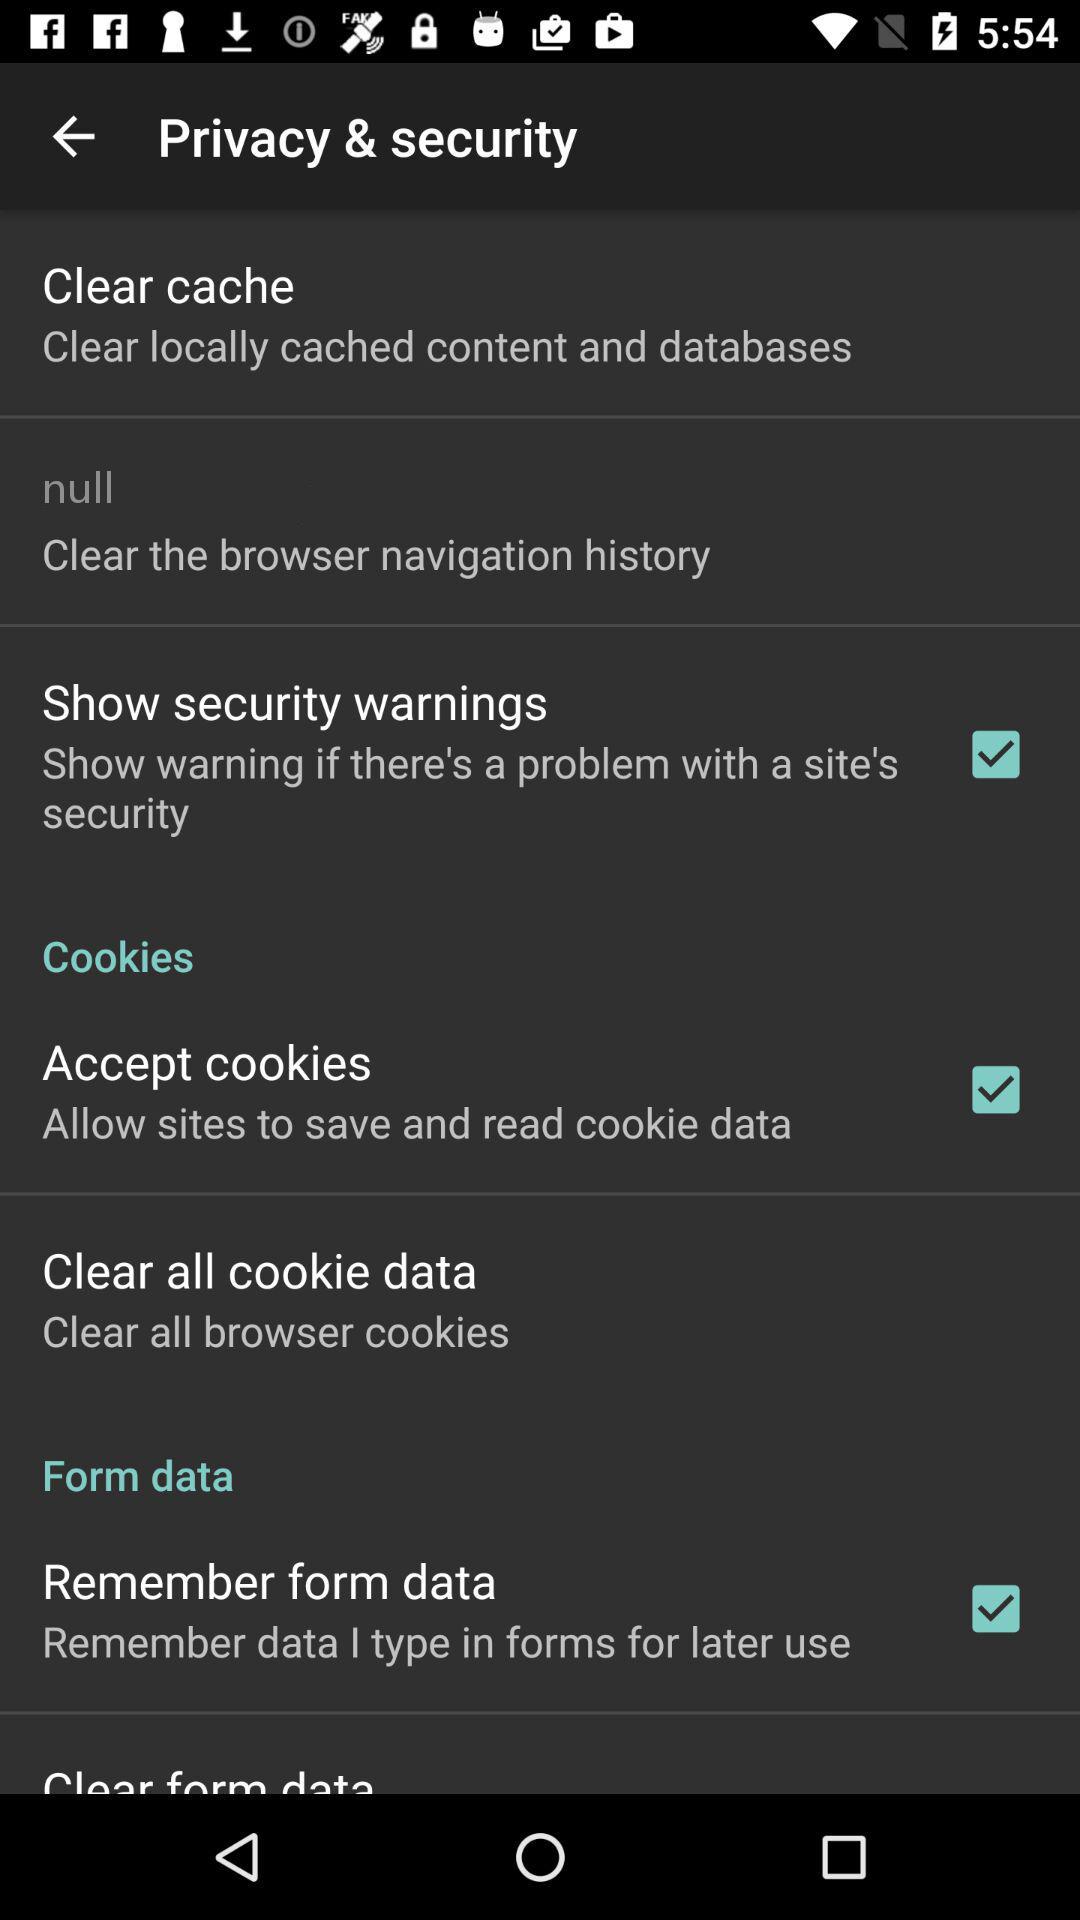 FAKE
5:54
Privacy & security
Clear cache
Clear locally cached content and databases
null
Clear the browser navigation history
Show security warnings
Show warning if there's a problem with a site's
security
Cookies
Accept cookies
Allow sites to save and read cookie data
Clear all cookie data
Clear all browser cookies
Form data
Remember form data
Remember data I type in forms for later use
Clear form data